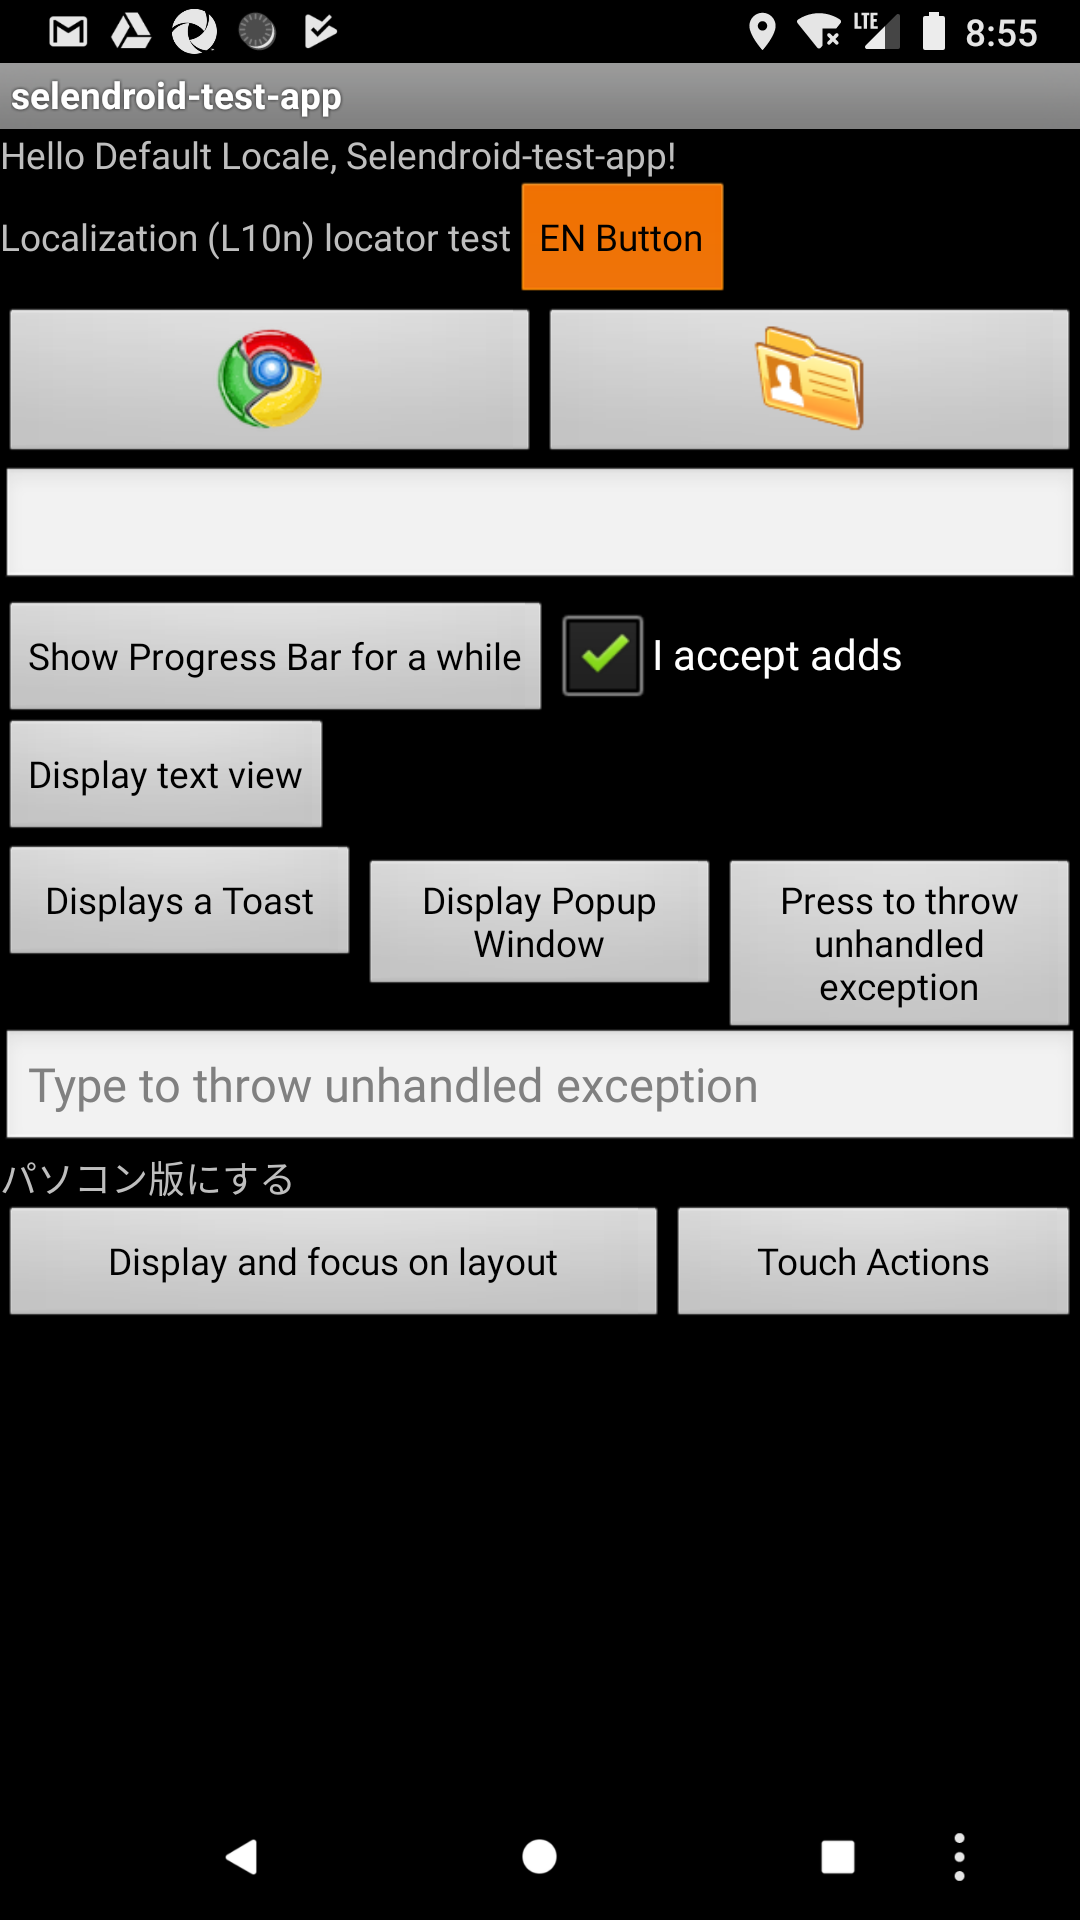 LTE 8:55
selendroid-test-app
Hello Default Locale, Selendroid-test-app!
Localization (L10n) locator test EN Button
Show Progress Bar for a while I accept adds
Display text view
Displays a Toast
Display Popup
Window
Press to throw
unhandled
exception
Type to throw unhandled exception
パソコン版にする
Display and focus on layout Touch Actions